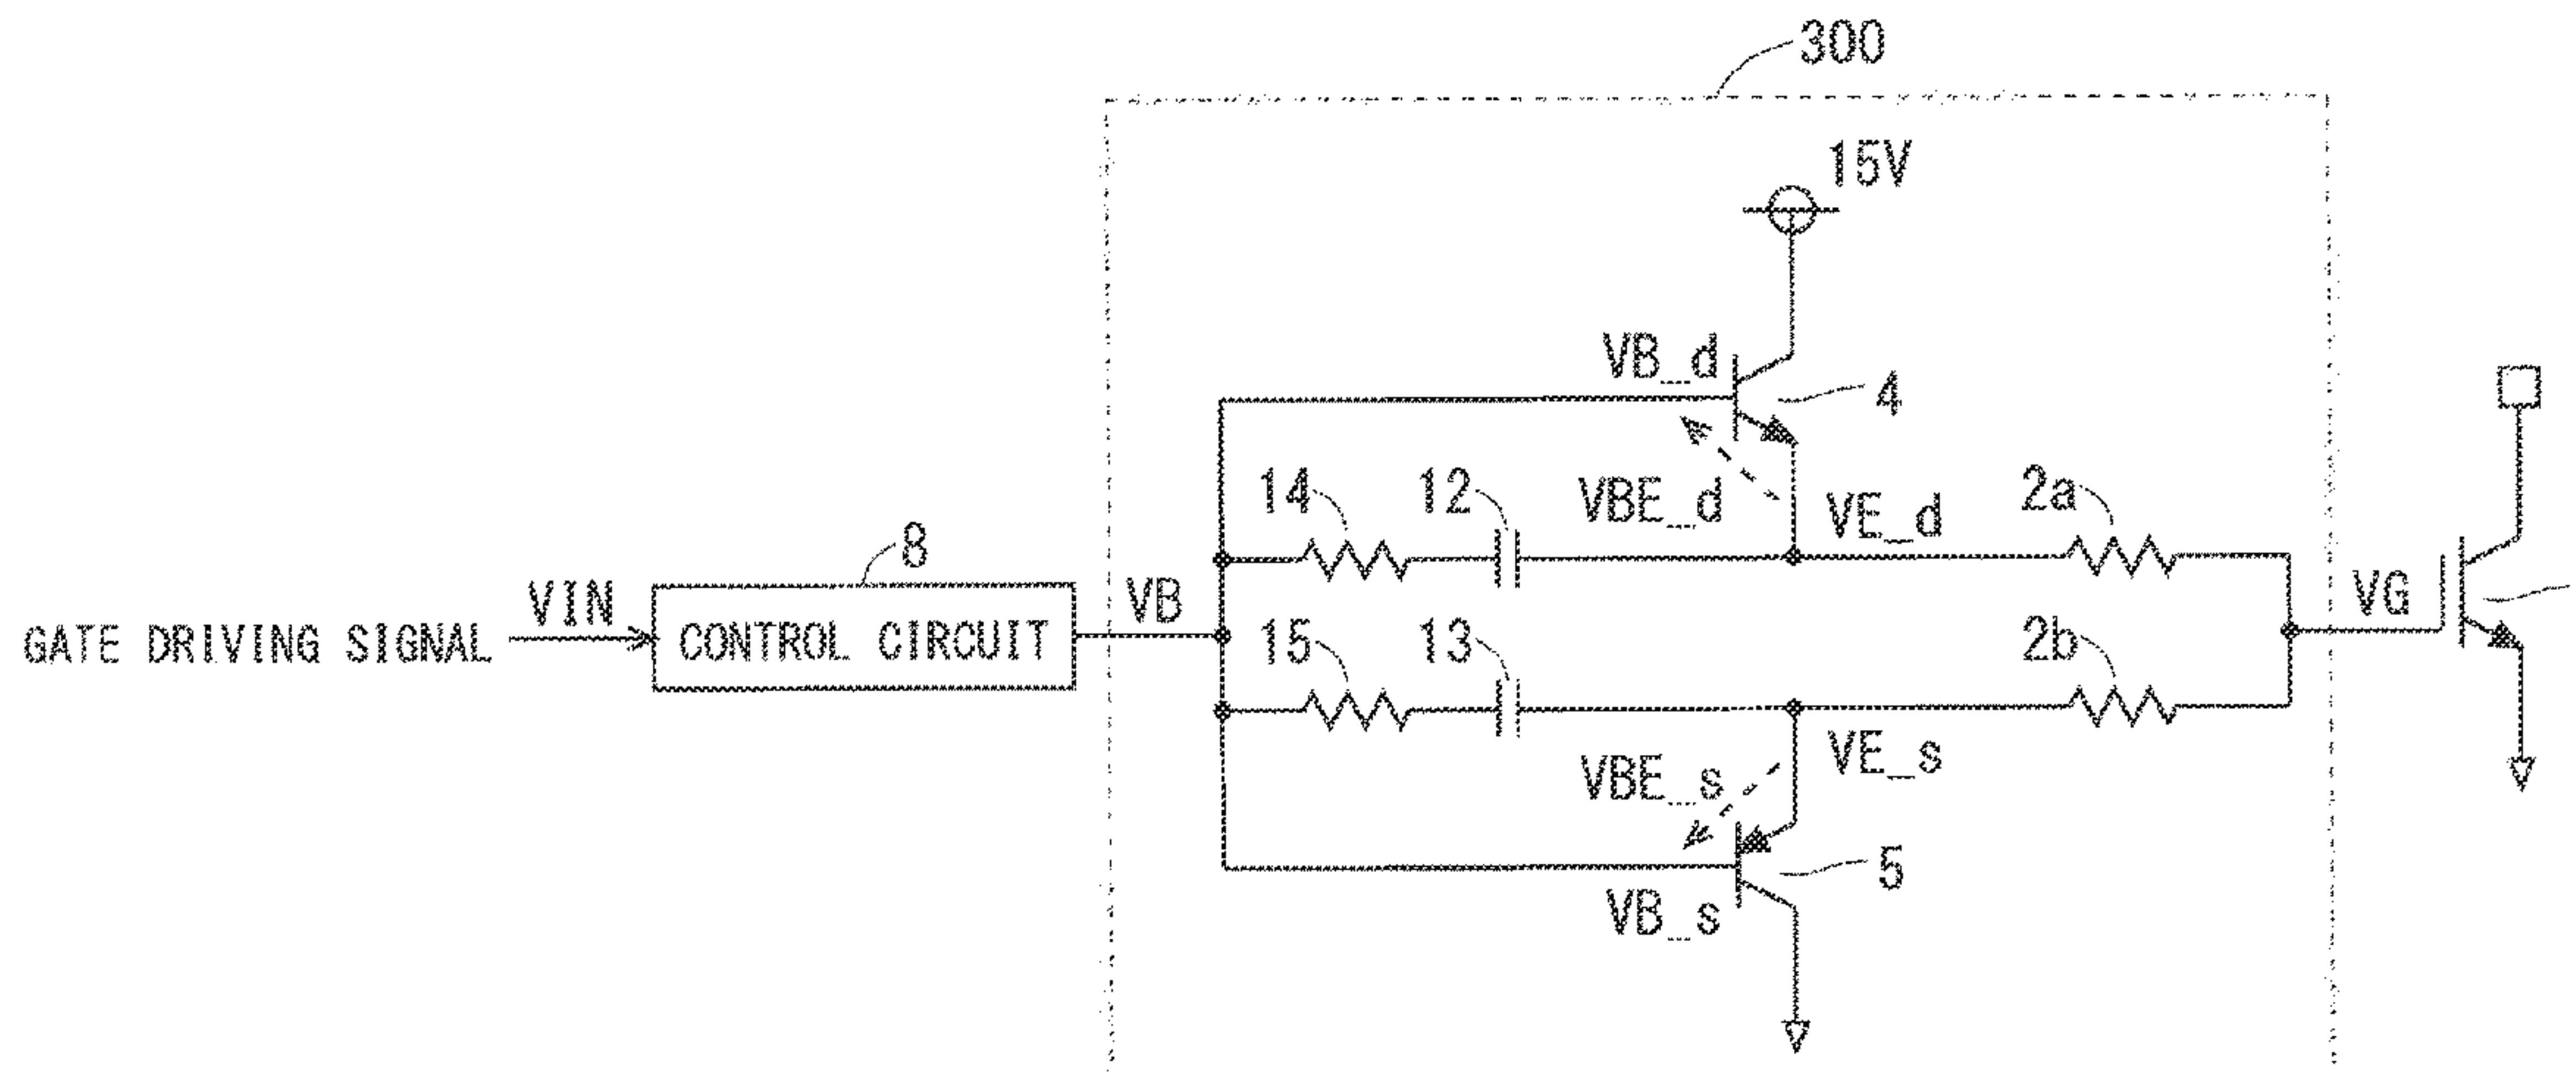 300
15V
VB_d
4
14
12
VBE_d
VE_d
2a
8
VIN
GATE DRIVING SIGNAL
CONTROL CIRCUIT
VB
VG
15
13
2b
VBE_s
VE_s
5
VB_s